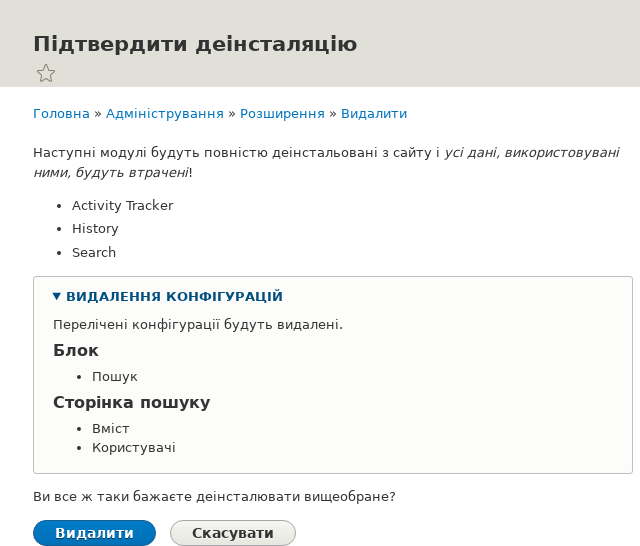 Підтвердити деінсталяцію
Головна » Адміністрування » Розширення » Видалити
Наступні модулі будуть повністю деінстальовані з сайту і усі дані, використовувані
ними, будуть втрачені!
Activity Tracker
History
Search
ВИДАЛЕННЯ КОНФІГУРАЦІЙ
Перелічені конфігурації будуть видалені.
Блок
Пошук
Сторінка пошуку
Вміст
Користувачі
Ви все ж таки бажаєте деінсталювати вищеобране?
Видалити Скасувати